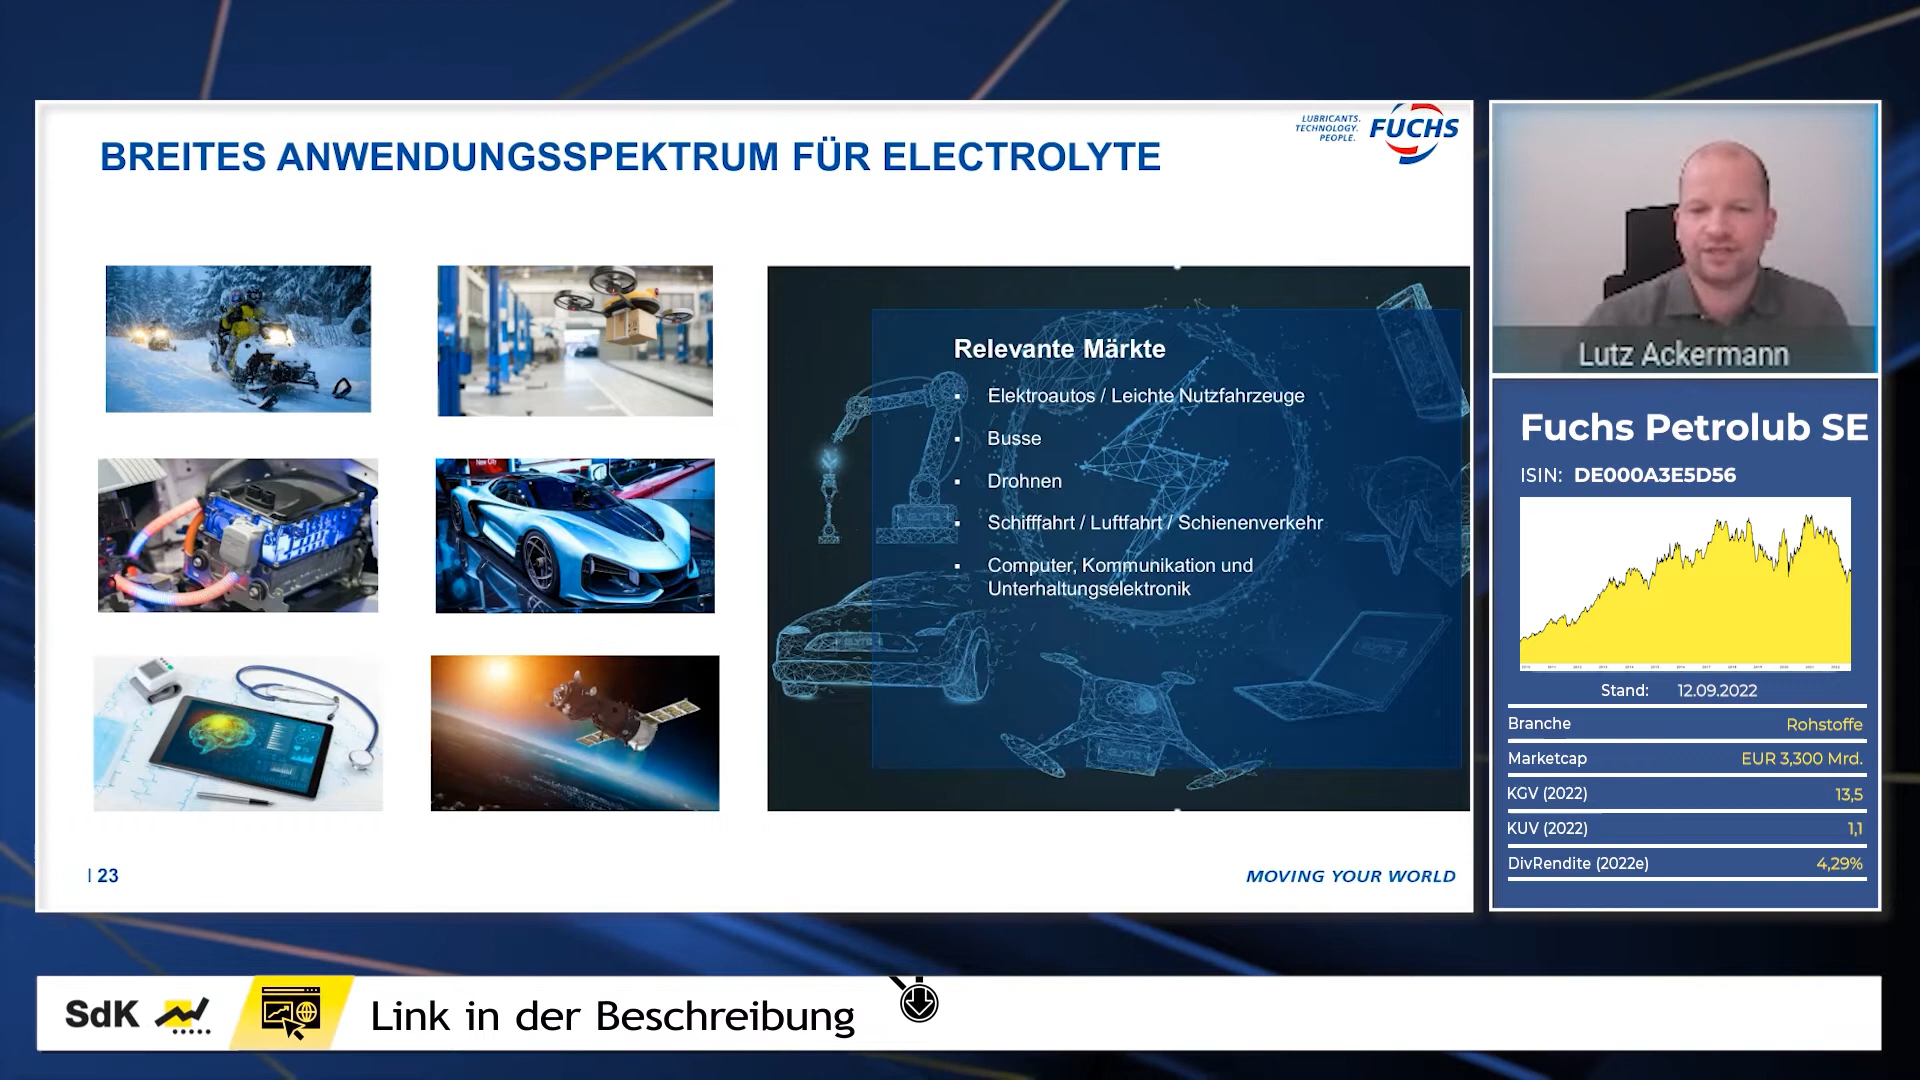 LUBRICANTS.
TECHNOLOGY.
PEOPLE.
FUCHS
BREITES ANWENDUNGSSPEKTRUM FÜR ELECTROLYTE
Relevante Märkte
▪ Elektroautos / Leichte Nutzfahrzeuge
▪ Busse
▪ Drohnen
▪ Schifffahrt / Luftfahrt / Schienenverkehr
▪ Computer, Kommunikation und
Unterhaltungselektronik
| 23
MOVING YOUR WORLD
Lutz Ackermann
Fuchs Petrolub SE
ISIN: DE000A3E5D56
Stand: 12.09.2022
Branche Rohstoffe
Marketcap EUR 3,300 Mrd.
KGV (2022) 13,5
KUV (2022) 1,1
DivRendite (2022e) 4,29%
SdK
Link in der Beschreibung